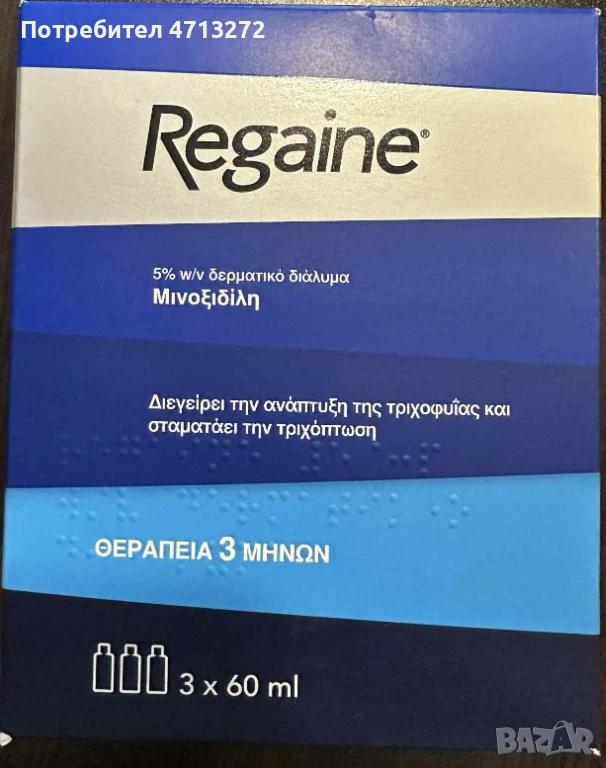 Потребител 4713272
Regaine®
5% w/v δερματικό διάλυμα
Μινοξιδίλη
Διεγείρει την ανάπτυξη της τριχοφυΐας και
σταματάει την τριχόπτωση
ΘΕΡΑΠΕΙΑ 3 ΜΗΝΩΝ
3 x 60 ml
BAZAR